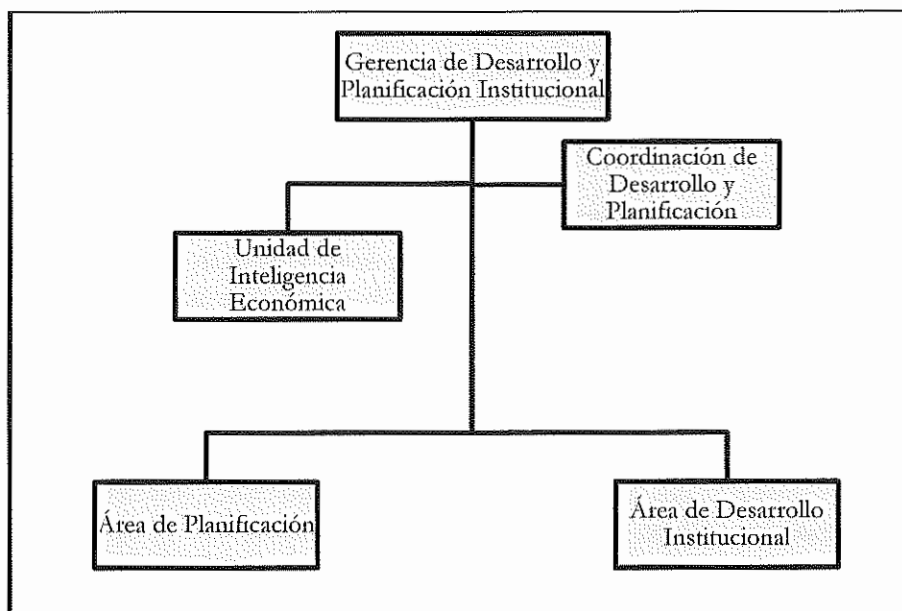 Gerencia de Desarrollo y
Planificación Institucional
Coordinación de
Desarrollo y
Planificación
Unidad de
Inteligencia
Económica
Área de Planificación
Área de Desarrollo
Institucional